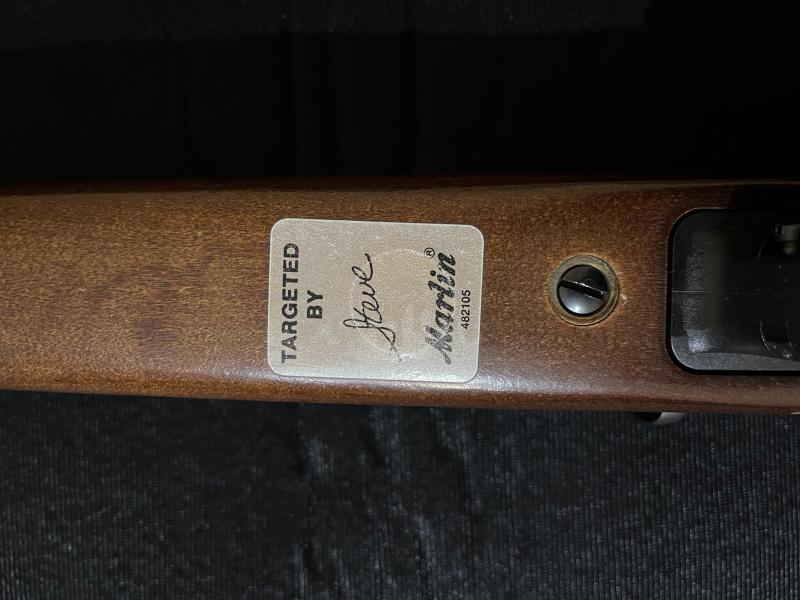 TARGETED
BY
Steve
Marlin®
482105